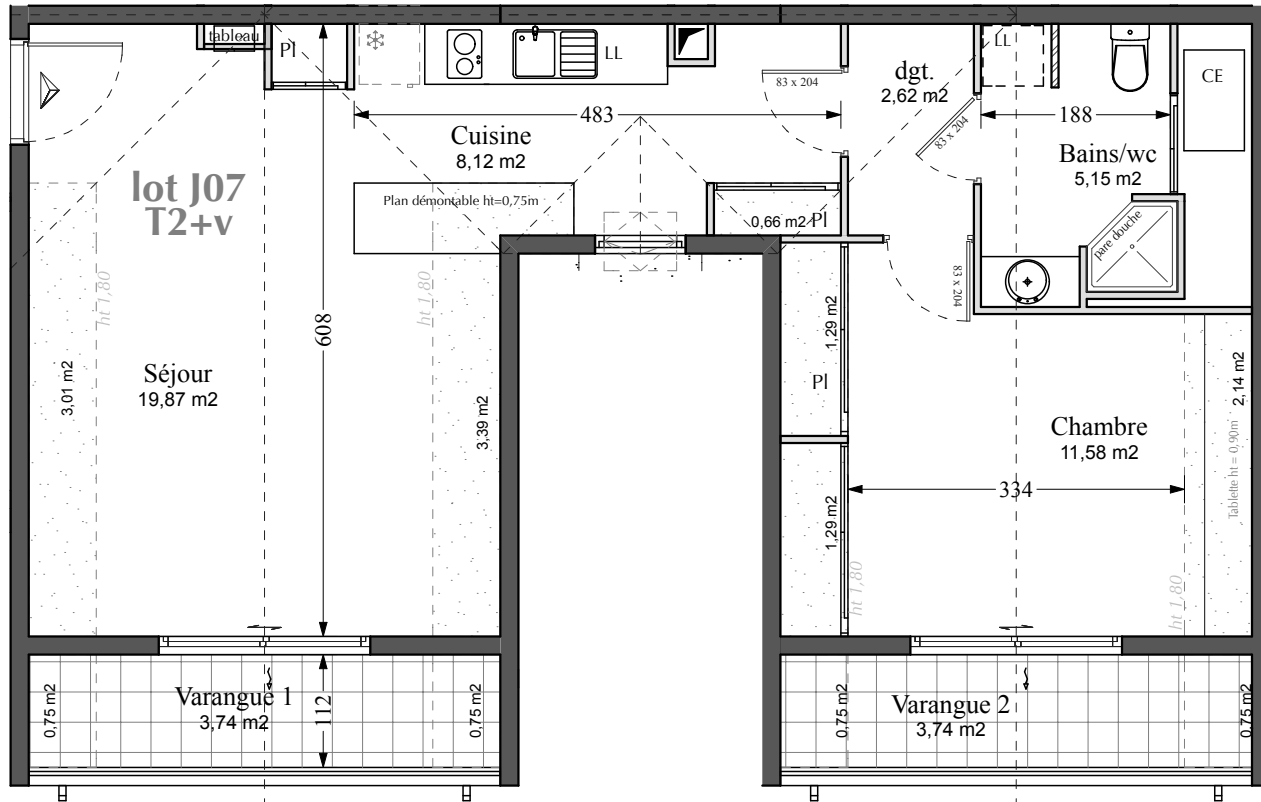 tableau
Pl
LL
83 x 204
dgt.
2,62 m2
LL
CE
483
Cuisine
8,12 m2
83 x 204
188
Bains/wc
5,15 m2
lot J07
T2+v
Plan démontable ht=0,75m
0,66 m2 Pl
pare douche
83 x 204
ht 1,80
ht 1,80
608
1,29 m2
Pl
Séjour
19,87 m2
3,01 m2
3,39 m2
2,14 m2
Chambre
11,58 m2
Tablette ht = 0,90m
334
1,29 m2
ht 1,80
ht 1,80
Varangue 1
3,74 m2
0,75 m2
112
0,75 m2
Varangue 2
3,74 m2
0,75 m2
0,75 m2